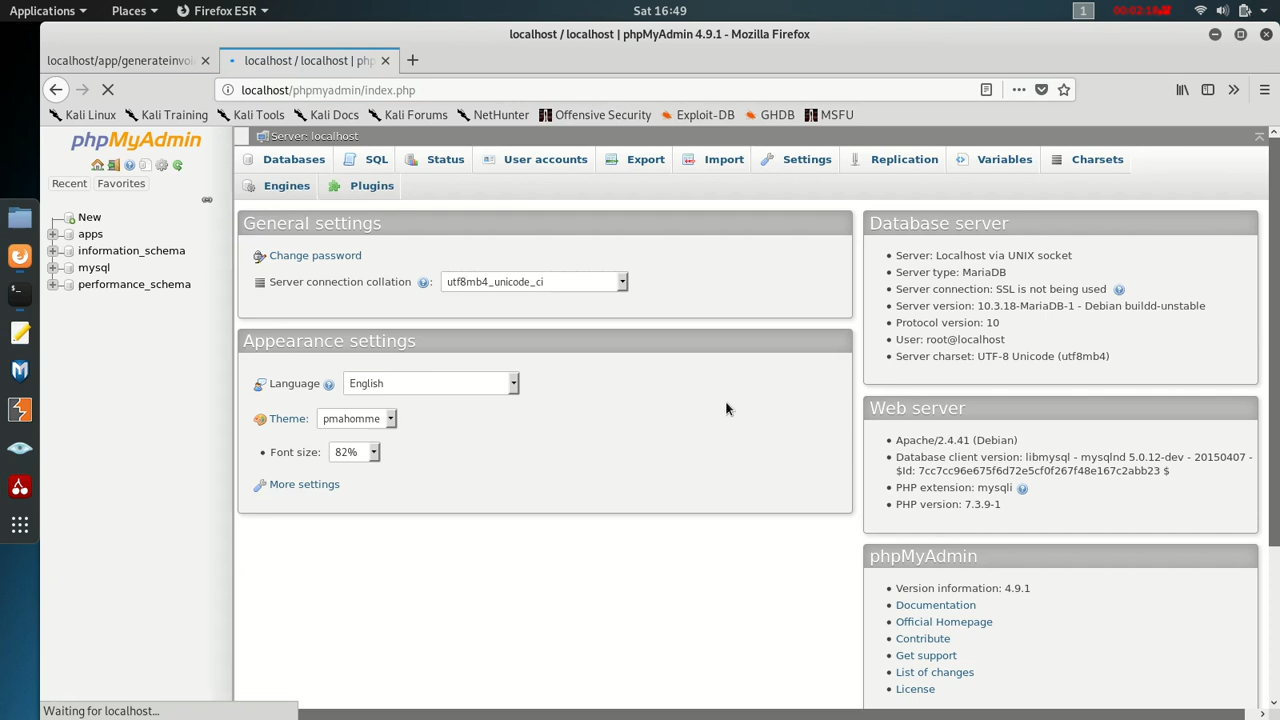 Applications
Places
Firefox ESR
Sat 16:49
1
localhost / localhost | phpMyAdmin 4.9.1 - Mozilla Firefox
localhost/app/generateinvoi
localhost / localhost | php
localhost/phpmyadmin/index.php
Kali Linux
Kali Training
Kali Tools
Kali Docs
Kali Forums
NetHunter
Offensive Security
Exploit-DB
GHDB
MSFU
phpMyAdmin
Recent
Favorites
New
apps
information_schema
mysql
performance_schema
Server: localhost
Databases
SQL
Status
User accounts
Export
Import
Settings
Replication
Variables
Charsets
Engines
Plugins
General settings
Change password
Server connection collation : utf8mb4_unicode_ci
Appearance settings
Language English
Theme: pmahomme
Font size: 82%
More settings
Database server
Server: Localhost via UNIX socket
Server type: MariaDB
Server connection: SSL is not being used
Server version: 10.3.18-MariaDB-1 - Debian buildd-unstable
Protocol version: 10
User: root@localhost
Server charset: UTF-8 Unicode (utf8mb4)
Web server
Apache/2.4.41 (Debian)
Database client version: libmysql - mysqlnd 5.0.12-dev - 20150407 -
$Id: 7cc7cc96e675f6d72e5cf0f267f48e167c2abb23 $
PHP extension: mysqli
PHP version: 7.3.9-1
phpMyAdmin
Version information: 4.9.1
Documentation
Official Homepage
Contribute
Get support
List of changes
License
Waiting for localhost...